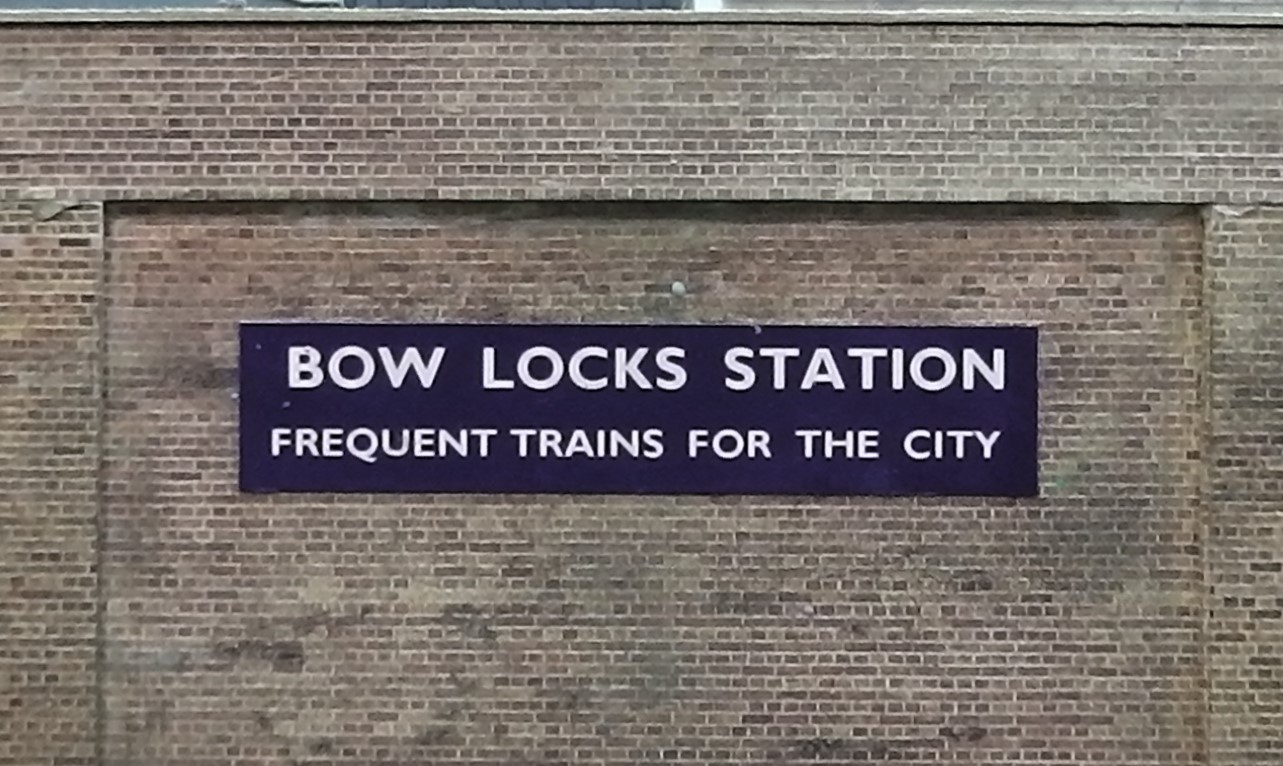 BOW LOCKS STATION
FREQUENT TRAINS FOR THE CITY